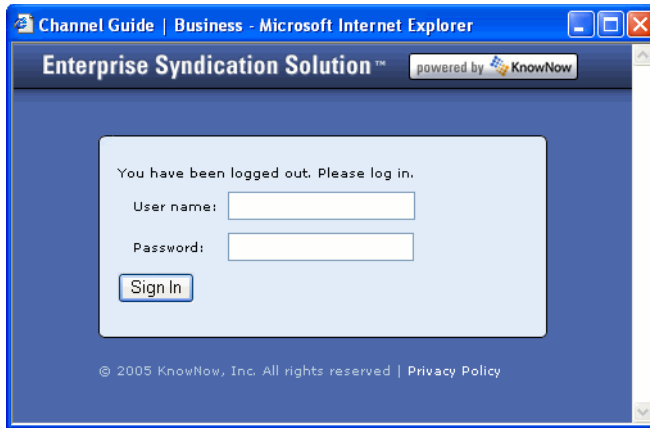 Channel Guide | Business - Microsoft Internet Explorer
Enterprise Syndication Solution™ powered by KnowNow
You have been logged out. Please log in.
User name:
Password:
Sign In
© 2005 KnowNow, Inc. All rights reserved | Privacy Policy